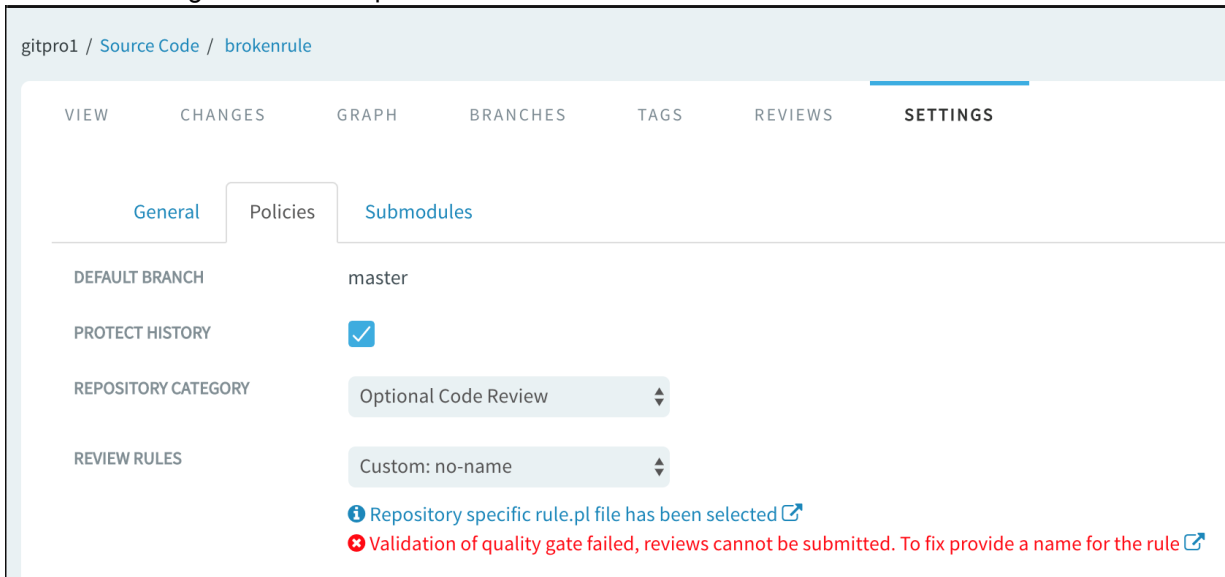 gitpro1 / Source Code / brokenrule
VIEW CHANGES GRAPH BRANCHES TAGS REVIEWS SETTINGS
General Policies Submodules
DEFAULT BRANCH master
PROTECT HISTORY
REPOSITORY CATEGORY Optional Code Review
REVIEW RULES Custom: no-name
Repository specific rule.pl file has been selected
Validation of quality gate failed, reviews cannot be submitted. To fix provide a name for the rule